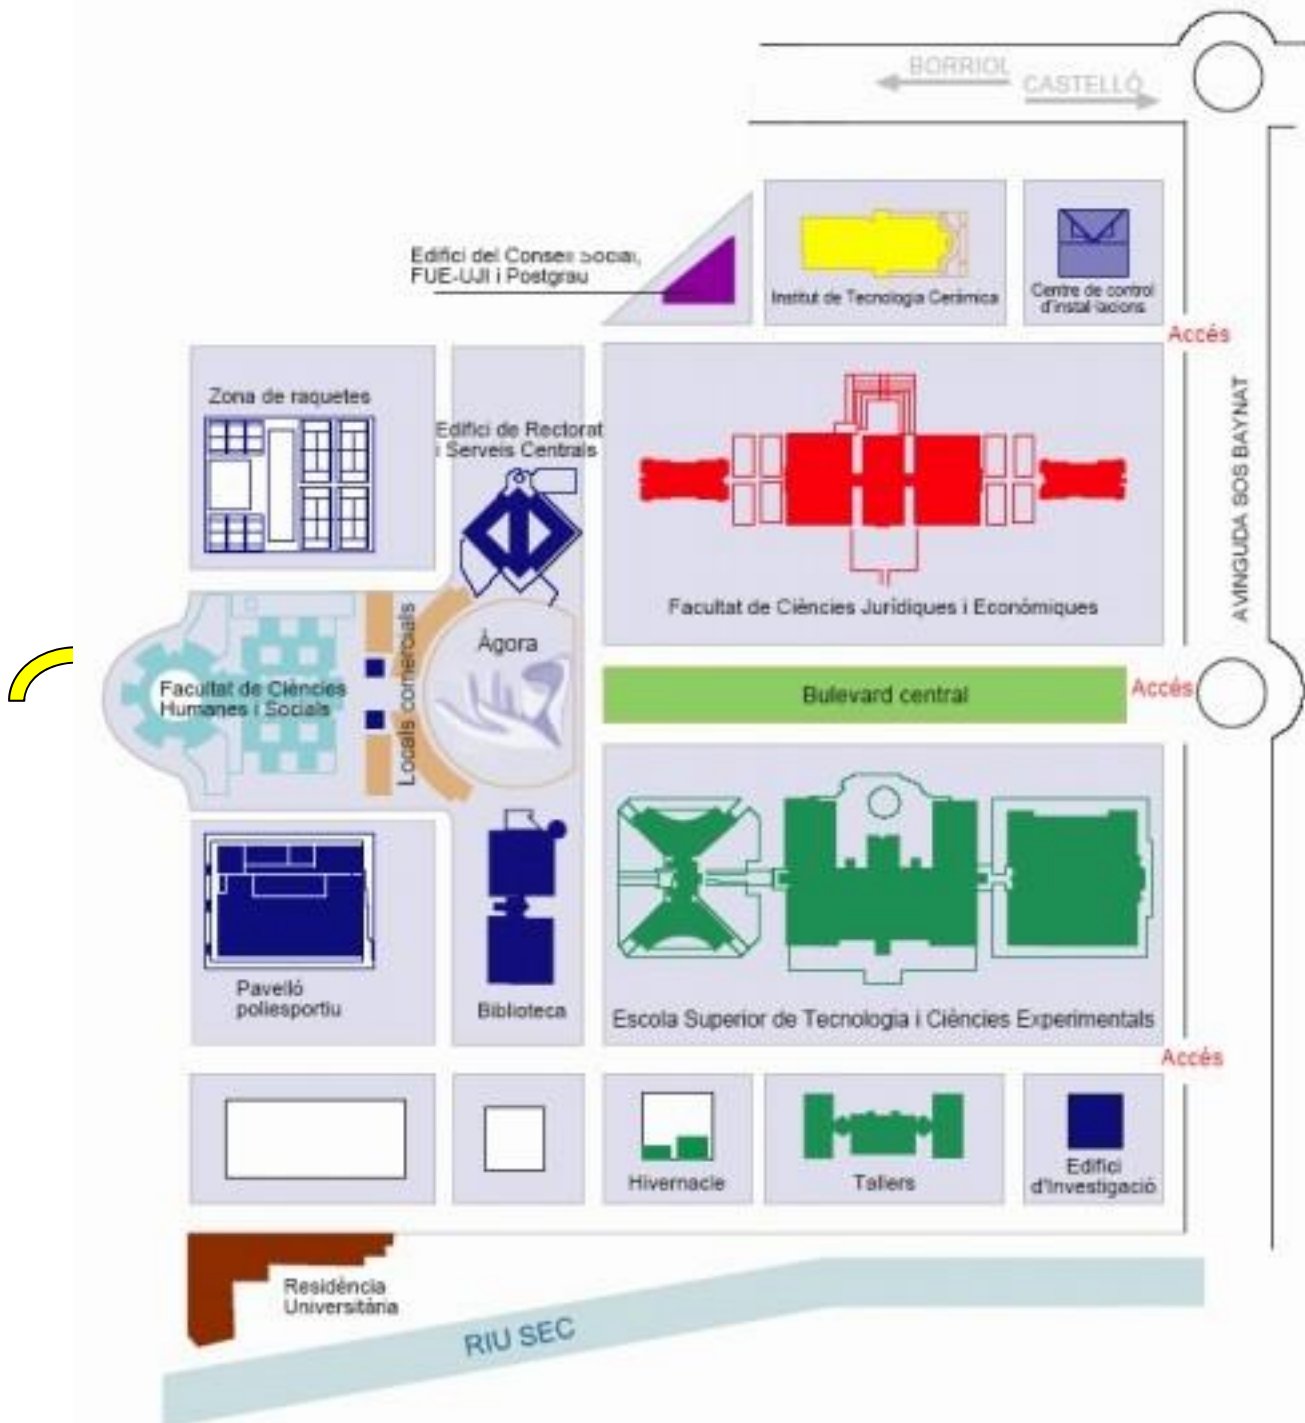 BORRIOL
CASTELLÓ
Edifici del Consell Social,
FUE-UJI i Postgrau
Institut de Tecnologia Ceràmica
Centre de control
d'instal·lacions
Accés
Zona de raquetes
Edifici de Rectorat
i Serveis Centrals
AVINGUDA SOS BAYNAT
Facultat de Ciències Jurídiques i Econòmiques
Locals comercials
Àgora
Facultat de Ciències
Humanes i Socials
Bulevard central
Accés
Pavelló
poliesportiu
Biblioteca
Escola Superior de Tecnologia i Ciències Experimentals
Accés
Hivernacle
Tallers
Edifici
d'Investigació
Residència
Universitària
RIU SEC